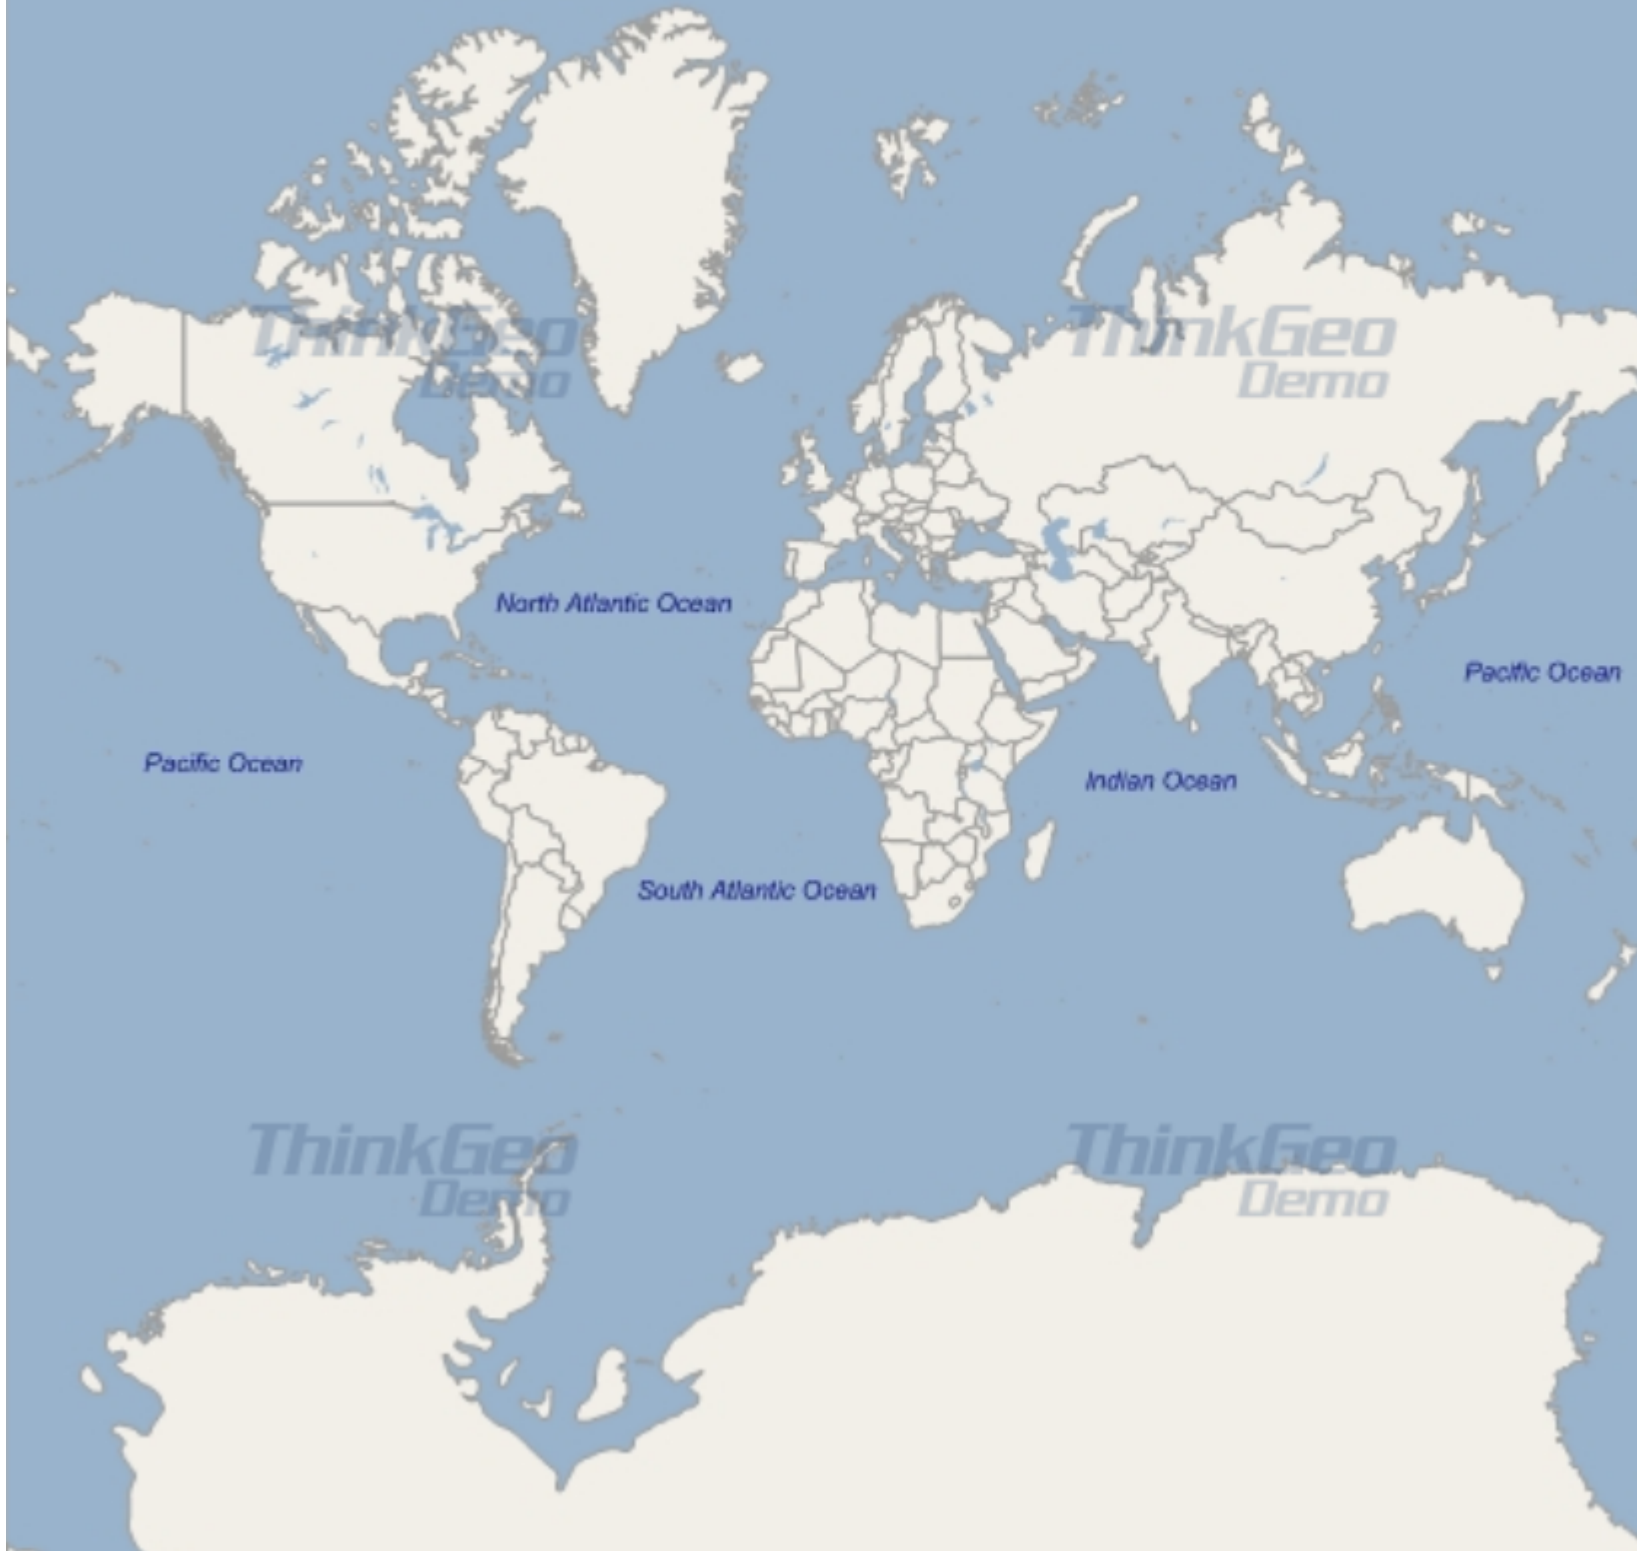 ThinkGeo
Demo
ThinkGeo
Demo
North Atlantic Ocean
Pacific Ocean
Pacific Ocean
Indian Ocean
South Atlantic Ocean
ThinkGeo
Demo
ThinkGeo
Demo